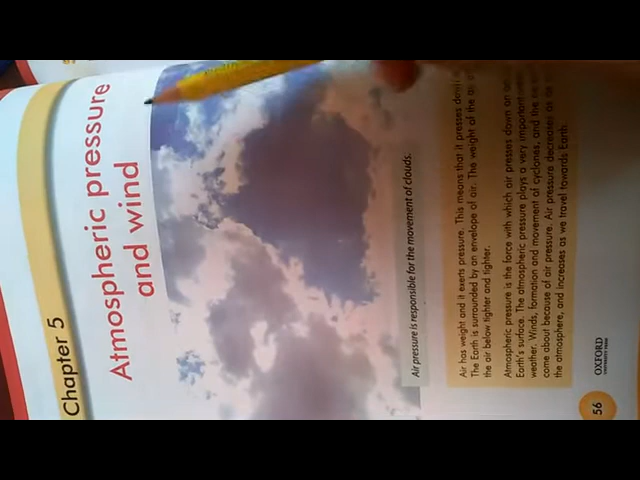 Chapter 5
Atmospheric pressure
and wind
Air pressure is responsible for the movement of clouds.
Air has weight and it exerts pressure. This means that it presses down
The Earth is surrounded by an envelope of air. The weight of the
the air below tighter and tighter.
Atmospheric pressure is the force with which air presses down on
Earth's surface. The atmospheric pressure plays a very important
weather. Winds, formation and movement of cyclones, and the
come about because of air pressure. Air pressure decreases as
the atmosphere, and increases as we travel towards Earth.
56
OXFORD
UNIVERSITY PRESS